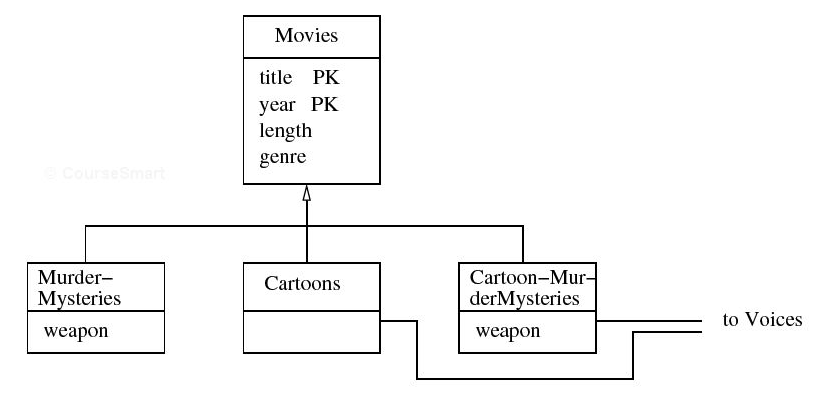 Movies
title PK
year PK
length
genre
© CourseSmart
Murder–
Mysteries
weapon
Cartoons
Cartoon–Mur–
derMysteries
weapon
to Voices